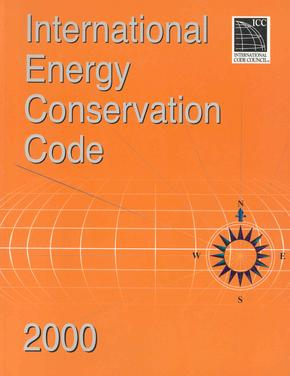 International
Energy
Conservation
Code
ICC
INTERNATIONAL
CODE COUNCIL®
N
W
E
S
2000